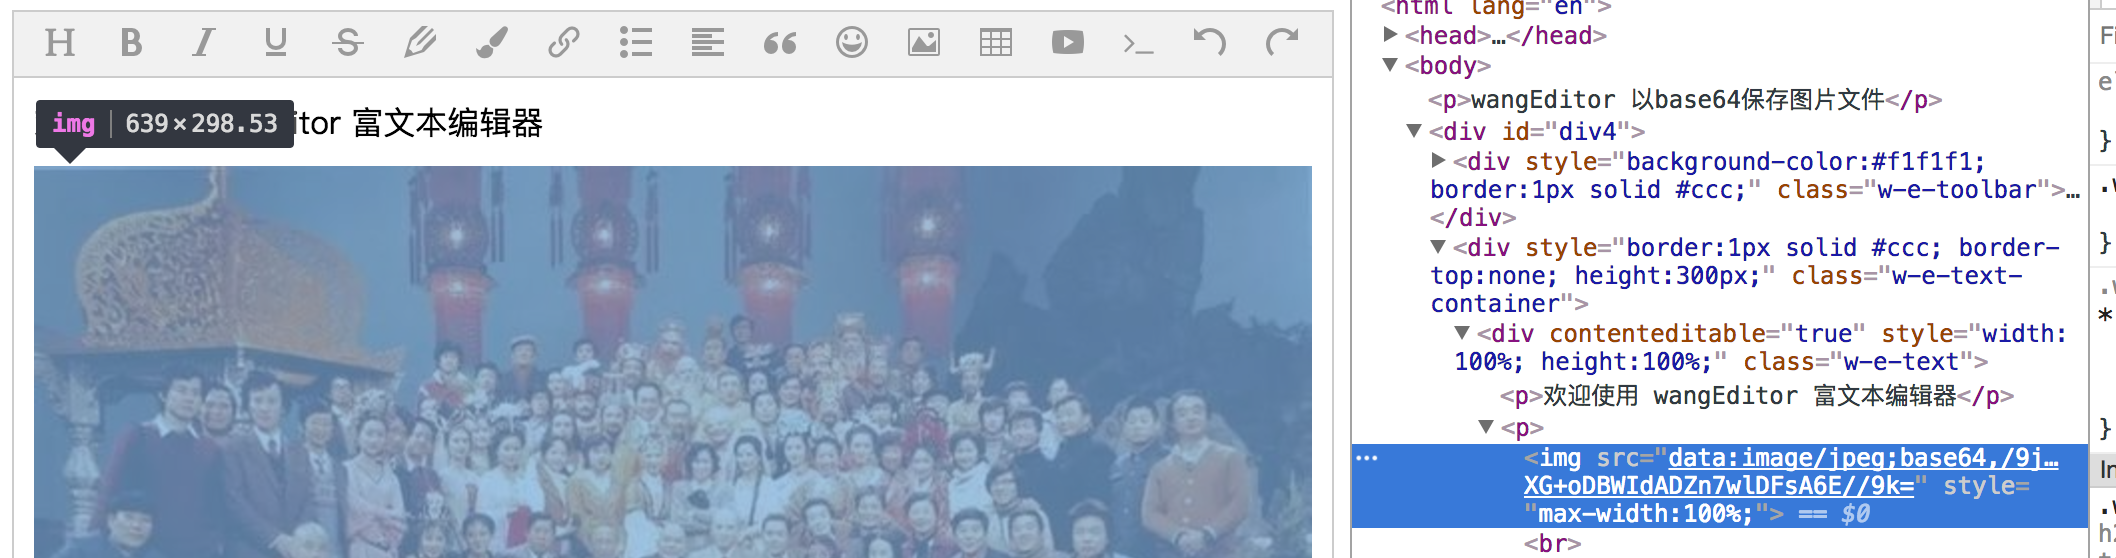 H B I U S
img 639 × 298.53 itor 富文本编辑器
<html lang="en">
<head>…</head>
<body>
<p>wangEditor 以base64保存图片文件</p>
<div id="div4">
<div style="background-color:#f1f1f1;
border:1px solid #ccc;" class="w-e-toolbar">…
</div>
<div style="border:1px solid #ccc; border-
top:none; height:300px;" class="w-e-text-
container">
<div contenteditable="true" style="width:
100%; height:100%;" class="w-e-text">
<p>欢迎使用 wangEditor 富文本编辑器</p>
<p>
<img src="data:image/jpeg;base64,/9j…
XG+oDBWIdADZn7wlDFsA6E//9k=" style=
"max-width:100%;"> == $0
<br>
Fi
}
}
*
}
In